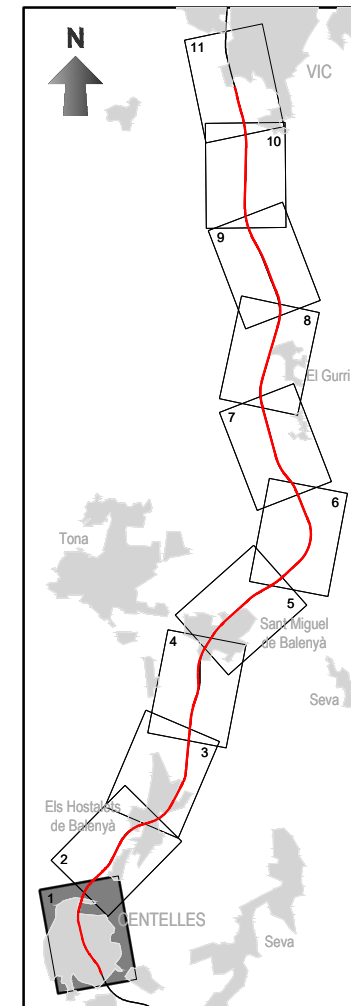 N
11
VIC
10
9
8
El Gurri
7
6
Tona
5
Sant Miguel
de Balenyà
4
Seva
3
Els Hostalets
de Balenyà
2
1
CENTELLES
Seva